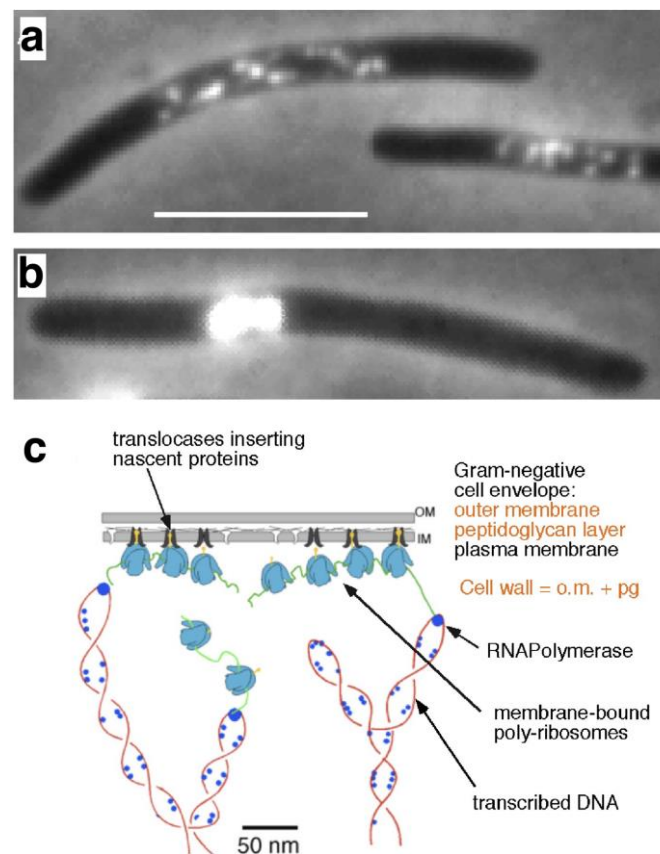 a
b
c
translocases inserting
nascent proteins
OM
IM
Gram-negative
cell envelope:
outer membrane
peptidoglycan layer
plasma membrane
Cell wall = o.m. + pg
RNAPolymerase
membrane-bound
poly-ribosomes
transcribed DNA
50 nm